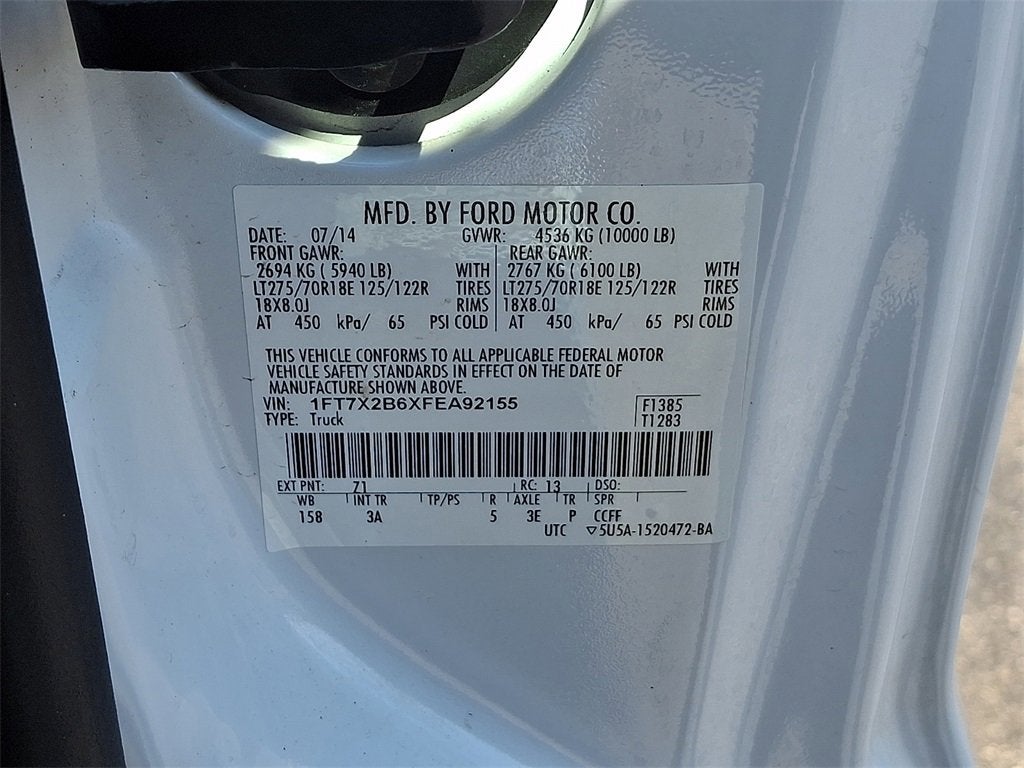 MFD. BY FORD MOTOR CO.
DATE: 07/14 GVWR: 4536 KG (10000 LB)
FRONT GAWR: REAR GAWR:
2694 KG ( 5940 LB) WITH 2767 KG ( 6100 LB) WITH
LT275/70R18E 125/122R TIRES LT275/70R18E 125/122R TIRES
18X8.0J RIMS 18X8.0J RIMS
AT 450 kPa/ 65 PSI COLD AT 450 kPa/ 65 PSI COLD
THIS VEHICLE CONFORMS TO ALL APPLICABLE FEDERAL MOTOR
VEHICLE SAFETY STANDARDS IN EFFECT ON THE DATE OF
MANUFACTURE SHOWN ABOVE.
VIN: 1FT7X2B6XFEA92155 F1385
TYPE: Truck T1283
EXT PNT: Z1 RC: 13 DSO:
WB INT TR TP/PS R AXLE TR SPR
158 3A 5 3E P CCFF
UTC ▽5U5A-1520472-BA